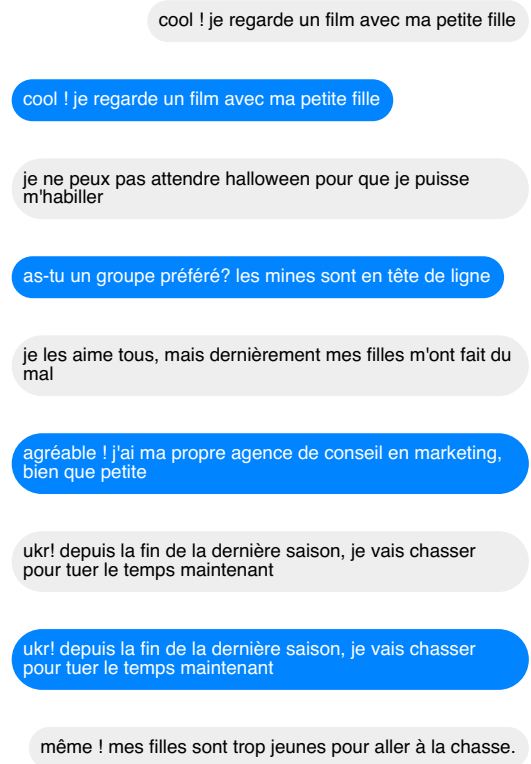 cool ! je regarde un film avec ma petite fille
cool ! je regarde un film avec ma petite fille
je ne peux pas attendre halloween pour que je puisse
m'habiller
as-tu un groupe préféré? les mines sont en tête de ligne
je les aime tous, mais dernièrement mes filles m'ont fait du
mal
agréable ! j'ai ma propre agence de conseil en marketing,
bien que petite
ukr! depuis la fin de la dernière saison, je vais chasser
pour tuer le temps maintenant
ukr! depuis la fin de la dernière saison, je vais chasser
pour tuer le temps maintenant
même ! mes filles sont trop jeunes pour aller à la chasse.